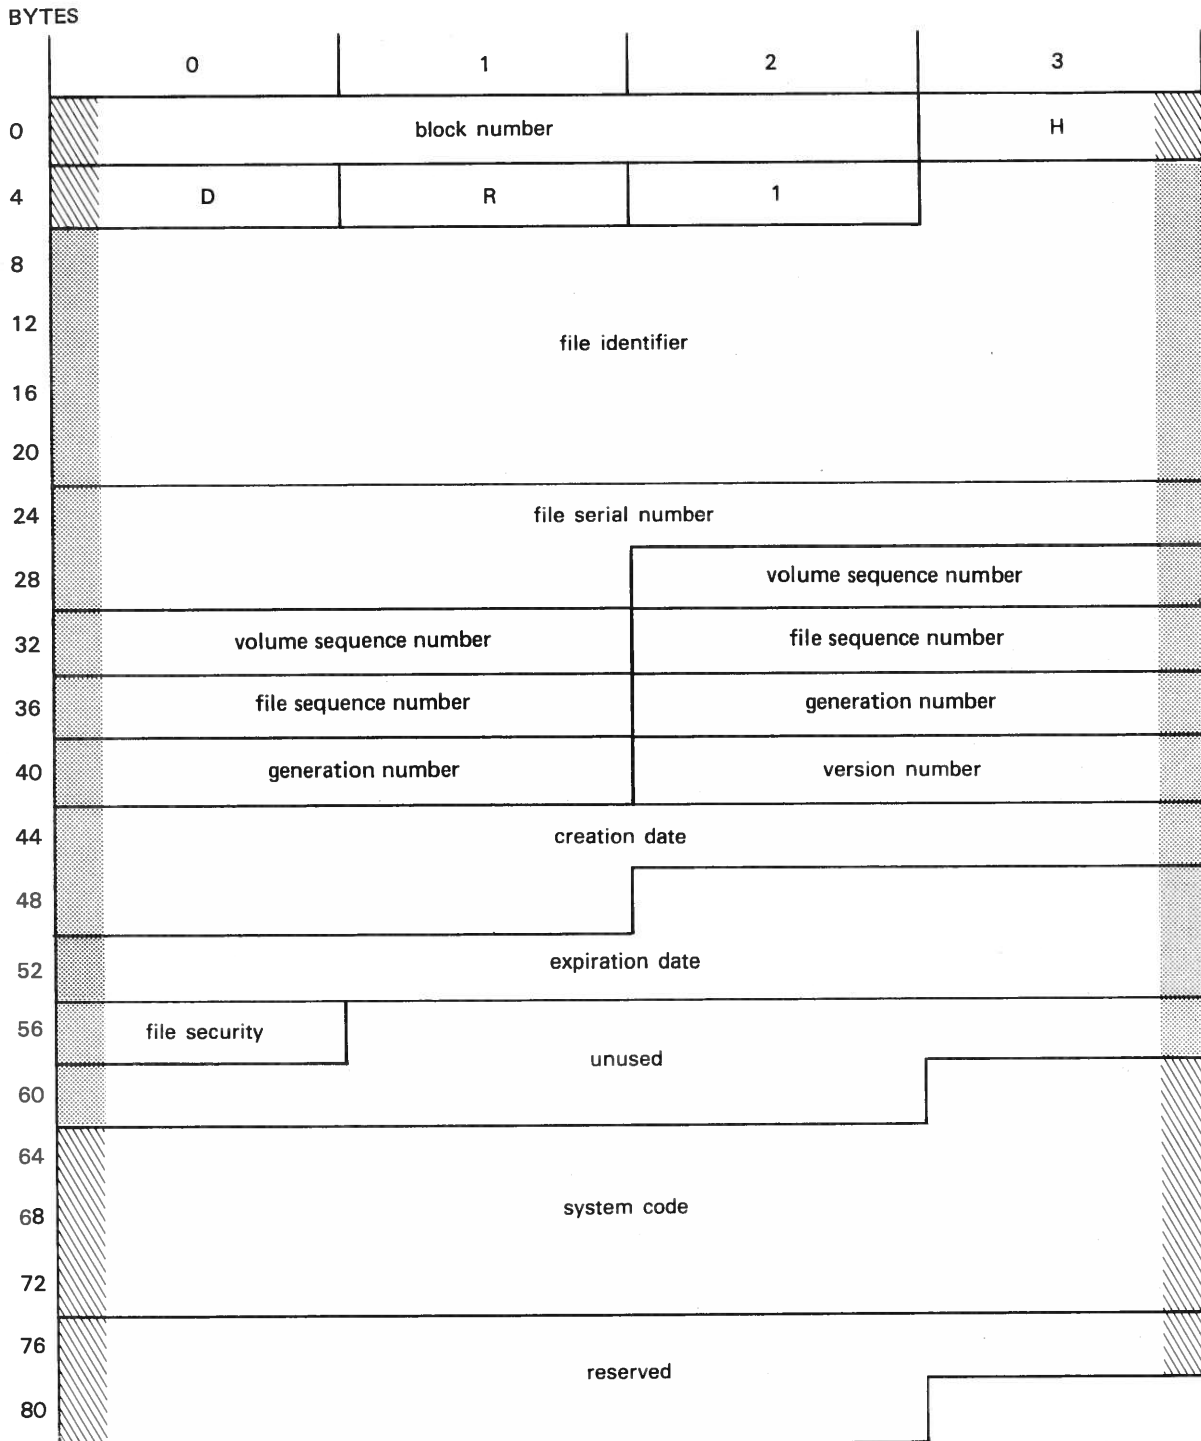 BYTES
0 1 2 3
0 block number H
4 D R 1
8
12
file identifier
16
20
24 file serial number
28 volume sequence number
32 volume sequence number file sequence number
36 file sequence number generation number
40 generation number version number
44 creation date
48
52 expiration date
56 file security
unused
60
64
68 system code
72
76
reserved
80